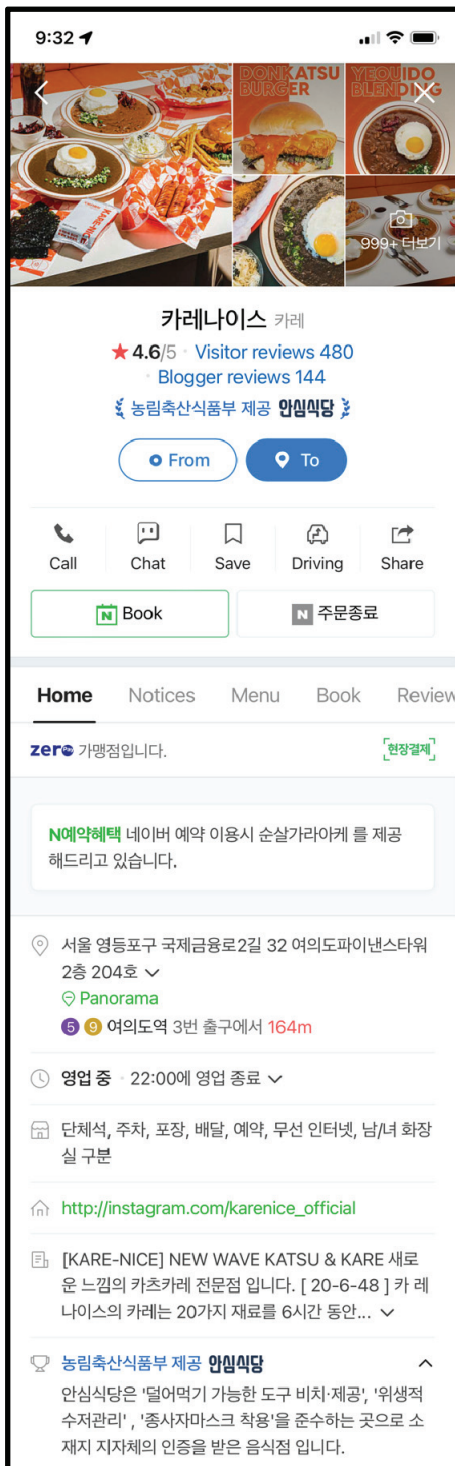 9:32
DONKATSU
BURGER
YEOUIDO
BLENDING
KARE-NICE
999+ 더보기
카레나이스 카레
4.6/5 · Visitor reviews 480
· Blogger reviews 144
농림축산식품부 제공 안심식당
From
To
Call
Chat
Save
Driving
Share
N Book
N 주문종료
Home
Notices
Menu
Book
Review
zero Pay 가맹점입니다.
현장결제
N예약혜택 네이버 예약 이용시 순살가라아케 를 제공
해드리고 있습니다.
서울 영등포구 국제금융로2길 32 여의도파이낸스타워
2층 204호
Panorama
5 9 여의도역 3번 출구에서 164m
영업 중 · 22:00에 영업 종료
단체석, 주차, 포장, 배달, 예약, 무선 인터넷, 남/녀 화장
실 구분
http://instagram.com/karenice_official
[KARE-NICE] NEW WAVE KATSU & KARE 새로
운 느낌의 카츠카레 전문점 입니다. [ 20-6-48 ] 카 레
나이스의 카레는 20가지 재료를 6시간 동안...
농림축산식품부 제공 안심식당
안심식당은 '덜어먹기 가능한 도구 비치·제공', '위생적
수저관리' , '종사자마스크 착용'을 준수하는 곳으로 소
재지 지자체의 인증을 받은 음식점 입니다.